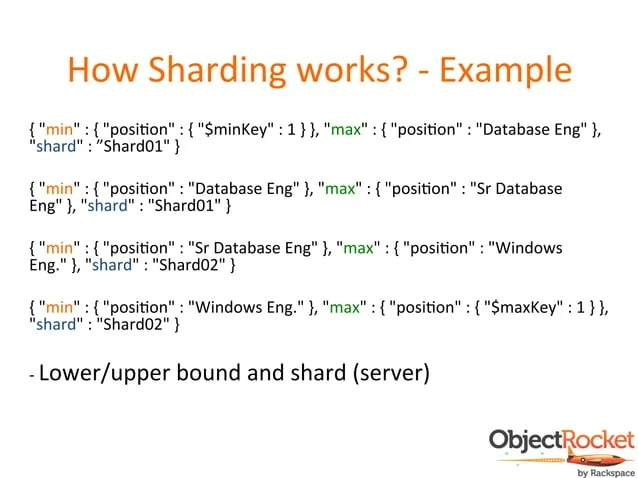 How Sharding works? - Example
{ "min" : { "position" : { "$minKey" : 1 } }, "max" : { "position" : "Database Eng" },
"shard" : ”Shard01" }
{ "min" : { "position" : "Database Eng" }, "max" : { "position" : "Sr Database
Eng" }, "shard" : "Shard01" }
{ "min" : { "position" : "Sr Database Eng" }, "max" : { "position" : "Windows
Eng." }, "shard" : "Shard02" }
{ "min" : { "position" : "Windows Eng." }, "max" : { "position" : { "$maxKey" : 1 } },
"shard" : "Shard02" }
- Lower/upper bound and shard (server)
ObjectRocket
by Rackspace